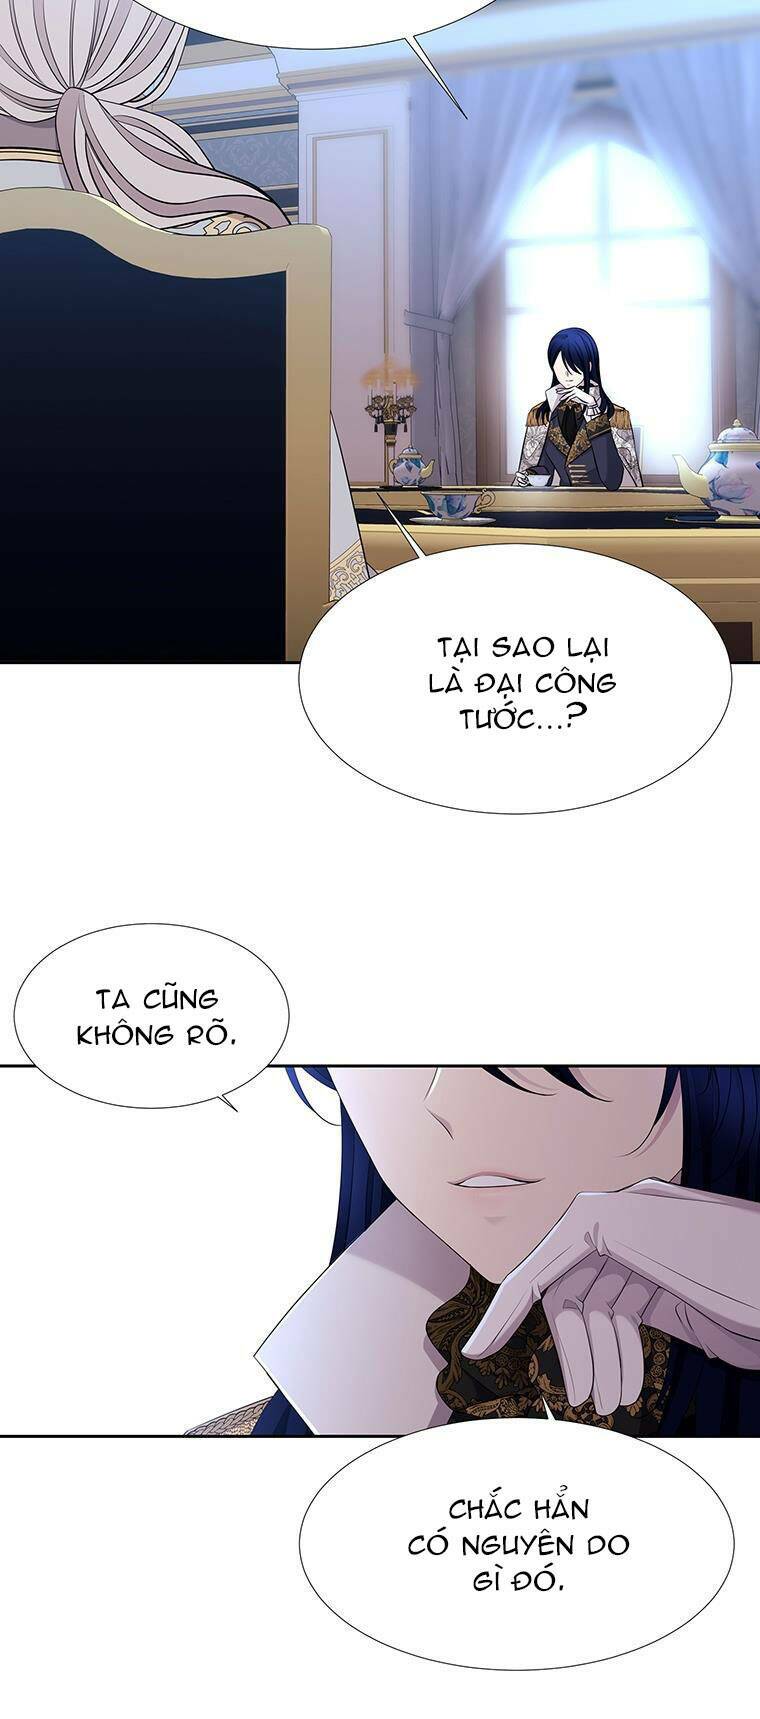 TẠI SAO LẠI
LÀ ĐẠI CÔNG
TƯỚC...?
TA CŨNG
KHÔNG RÕ.
CHẮC HẲN
CÓ NGUYÊN DO
GÌ ĐÓ.